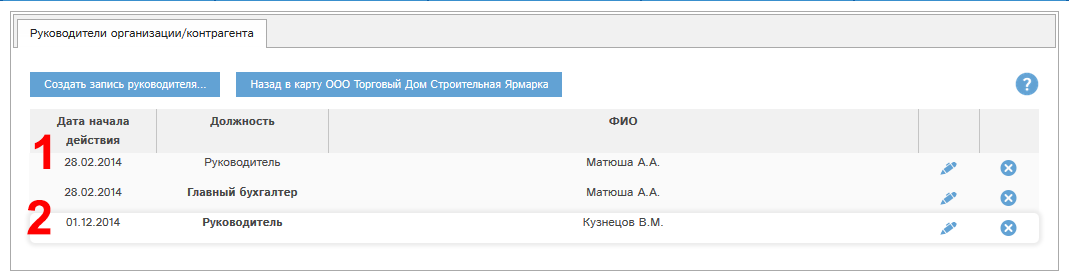 Руководители организации/контрагента
Создать запись руководителя... Назад в карту ООО Торговый Дом Строительная Ярмарка ?
Дата начала действия Должность ФИО
1
28.02.2014 Руководитель Матюша А.А.
28.02.2014 Главный бухгалтер Матюша А.А.
2
01.12.2014 Руководитель Кузнецов В.М.